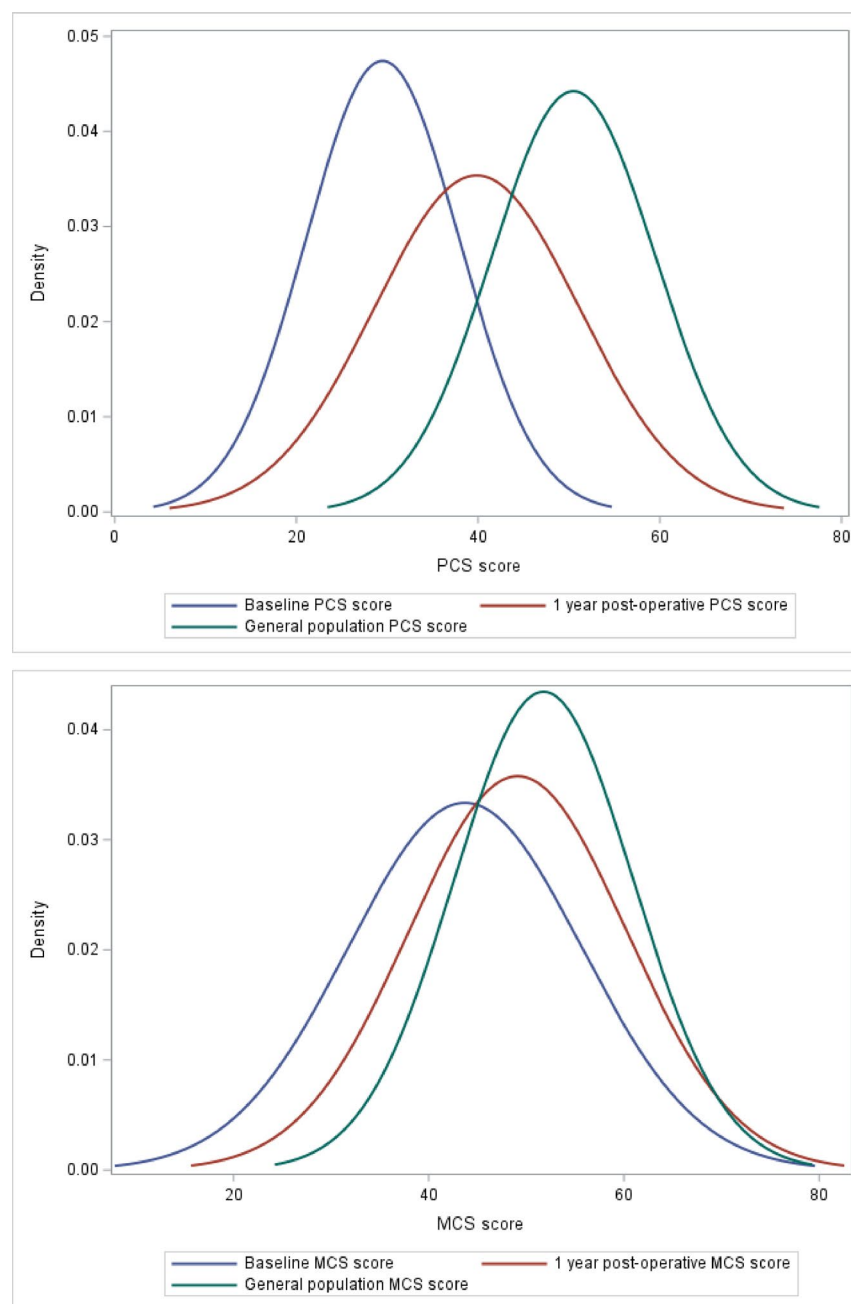 0.05
0.04
0.03
0.02
0.01
0.00
Density
0 20 40 60 80
PCS score
Baseline PCS score 1 year post-operative PCS score
General population PCS score
0.04
0.03
0.02
0.01
0.00
Density
20 40 60 80
MCS score
Baseline MCS score 1 year post-operative MCS score
General population MCS score